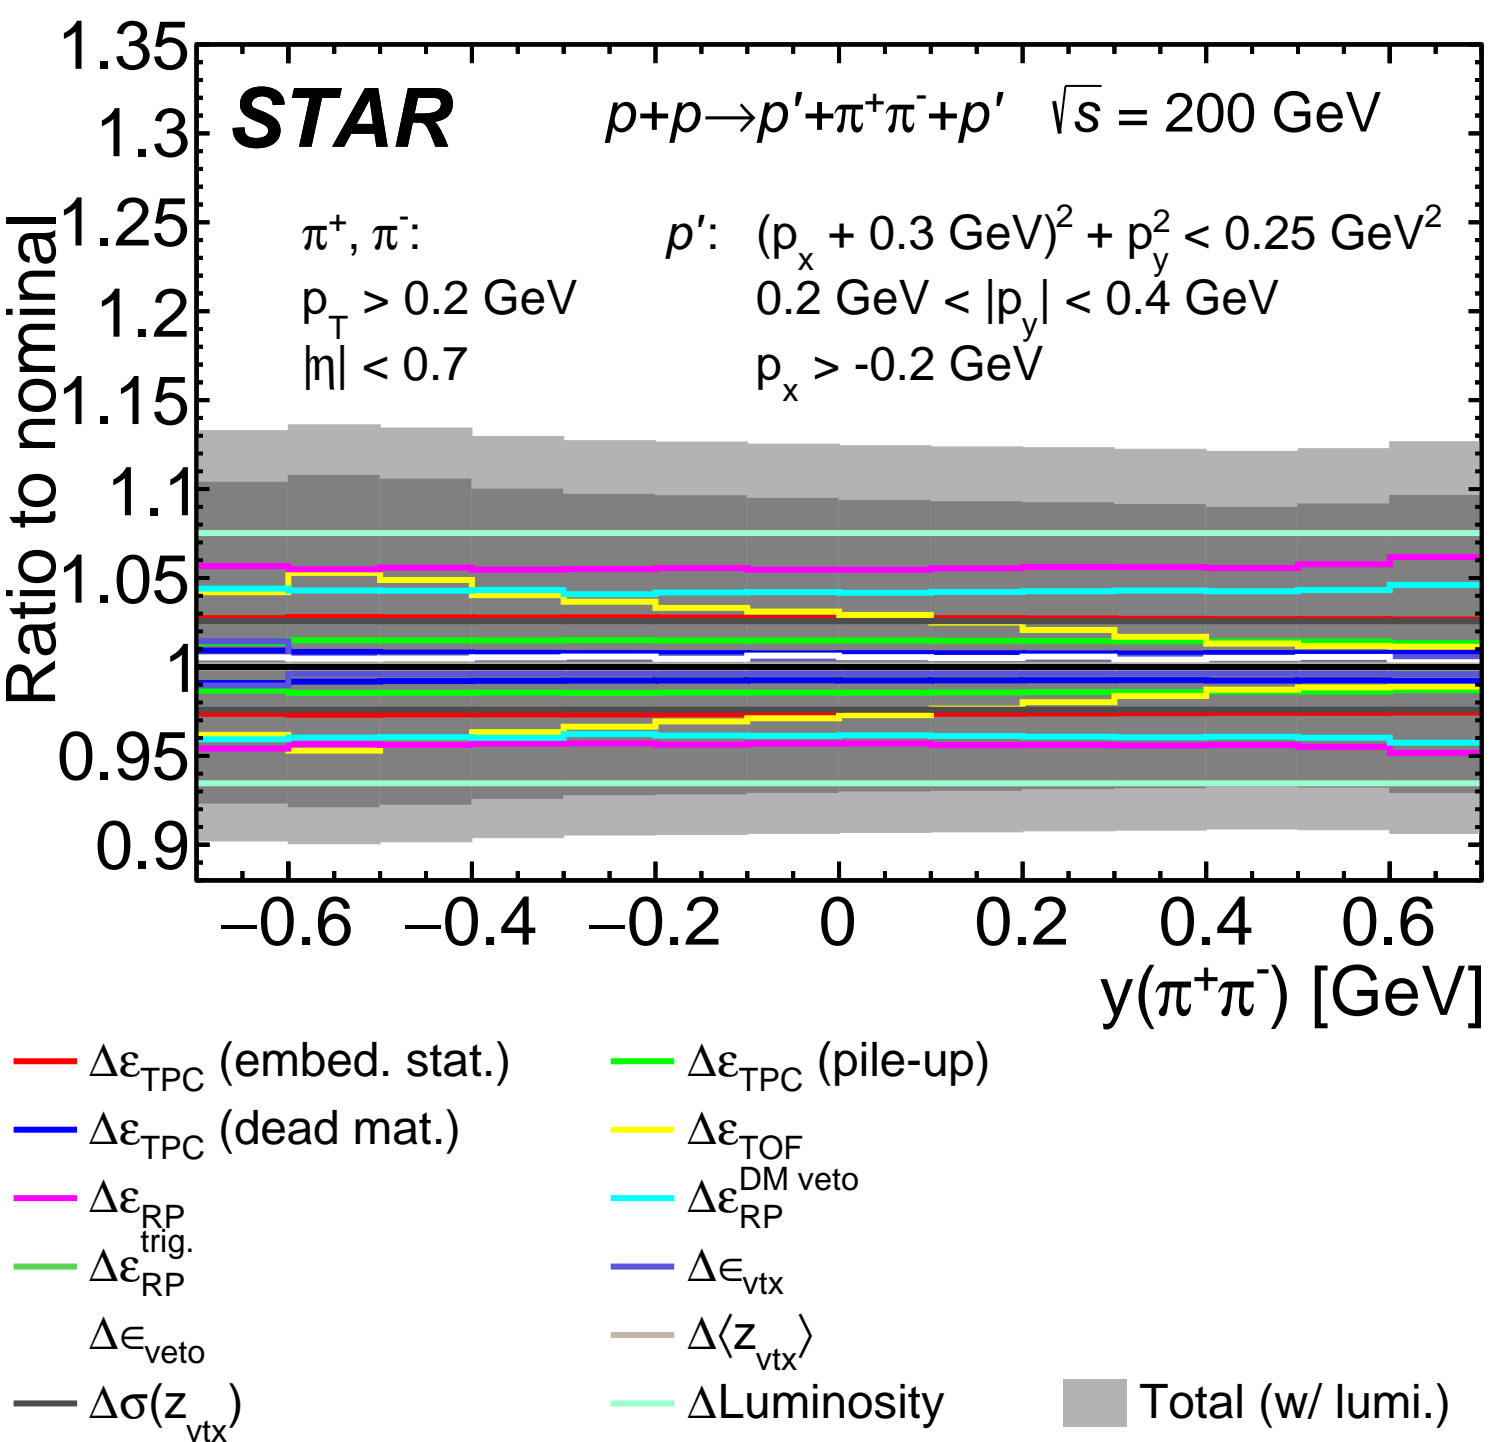 1.35
STAR p+p→p′+π⁺π⁻+p′ √s = 200 GeV
1.3
1.25
π⁺, π⁻: p′: (p_x + 0.3 GeV)² + p_y² < 0.25 GeV²
1.2
p_T > 0.2 GeV 0.2 GeV < |p_y| < 0.4 GeV
|η| < 0.7 p_x > -0.2 GeV
1.15
1.1
1.05
1
0.95
0.9
Ratio to nominal
−0.6 −0.4 −0.2 0 0.2 0.4 0.6
y(π⁺π⁻) [GeV]
Δε_TPC (embed. stat.) Δε_TPC (pile-up)
Δε_TPC (dead mat.) Δε_TOF
Δε_RP Δε_RP^DM veto
Δε_RP^trig. Δ∈_vtx
Δ∈_veto Δ⟨z_vtx⟩
Δσ(z_vtx) ΔLuminosity Total (w/ lumi.)